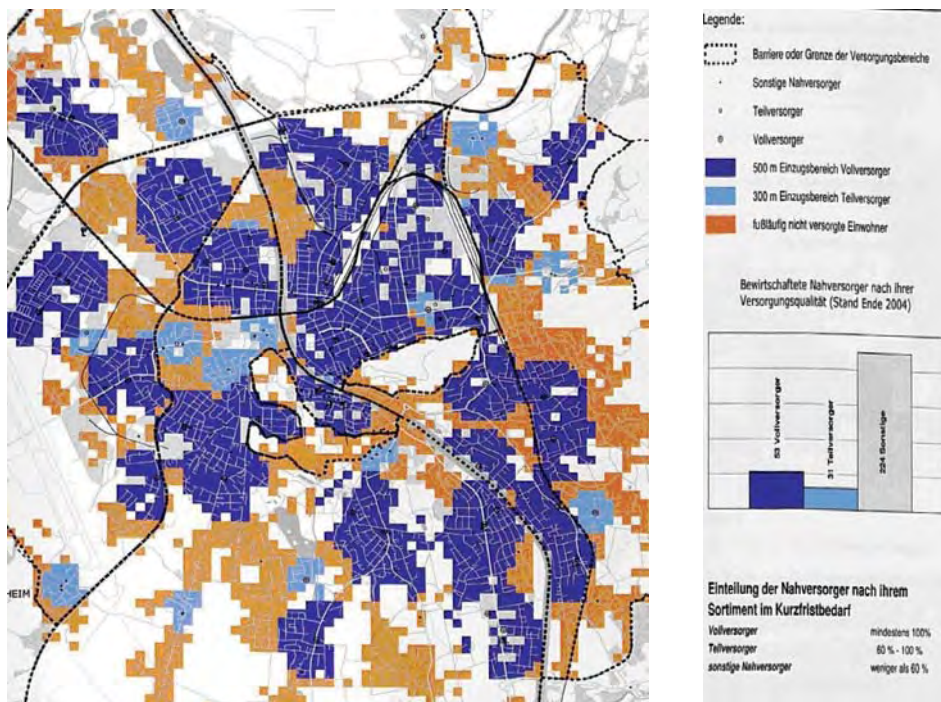 HEIM
Legende:
Barriere oder Grenze der Versorgungsbereiche
Sonstige Nahversorger
Teilversorger
Vollversorger
500 m Einzugsbereich Vollversorger
300 m Einzugsbereich Teilversorger
fußläufig nicht versorgte Einwohner
Bewirtschaftete Nahversorger nach ihrer
Versorgungsqualität (Stand Ende 2004)
53 Vollversorger
31 Teilversorger
224 Sonstige
Einteilung der Nahversorger nach ihrem
Sortiment im Kurzfristbedarf
Vollversorger mindestens 100%
Teilversorger 60 % - 100 %
sonstige Nahversorger weniger als 60 %